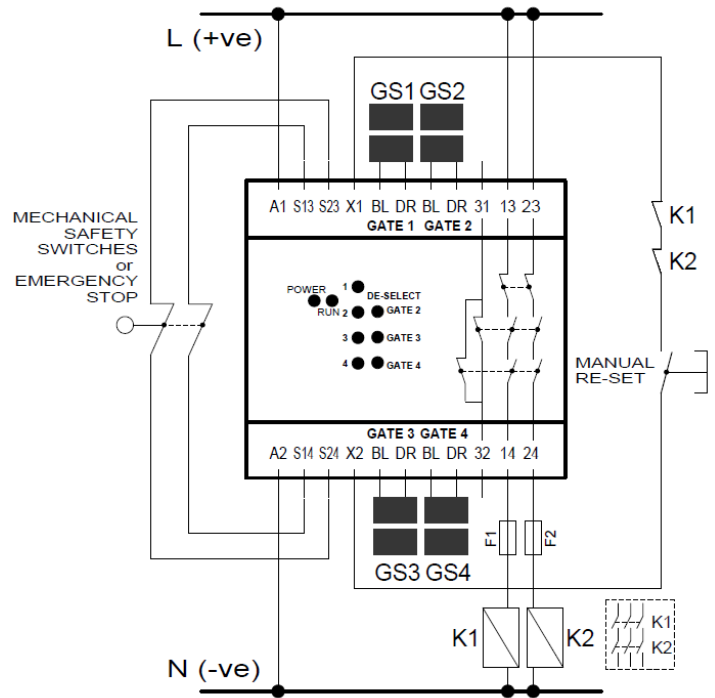 L (+ve)
GS1 GS2
A1 S13 S23 X1 BL DR BL DR 31 13 23
GATE 1 GATE 2
K1
K2
MECHANICAL
SAFETY
SWITCHES
or
EMERGENCY
STOP
POWER
RUN
1
2
3
4
DE-SELECT
GATE 2
GATE 3
GATE 4
MANUAL
RE-SET
GATE 3 GATE 4
A2 S14 S24 X2 BL DR BL DR 32 14 24
GS3 GS4
F1
F2
K1
K2
K1
K2
N (-ve)